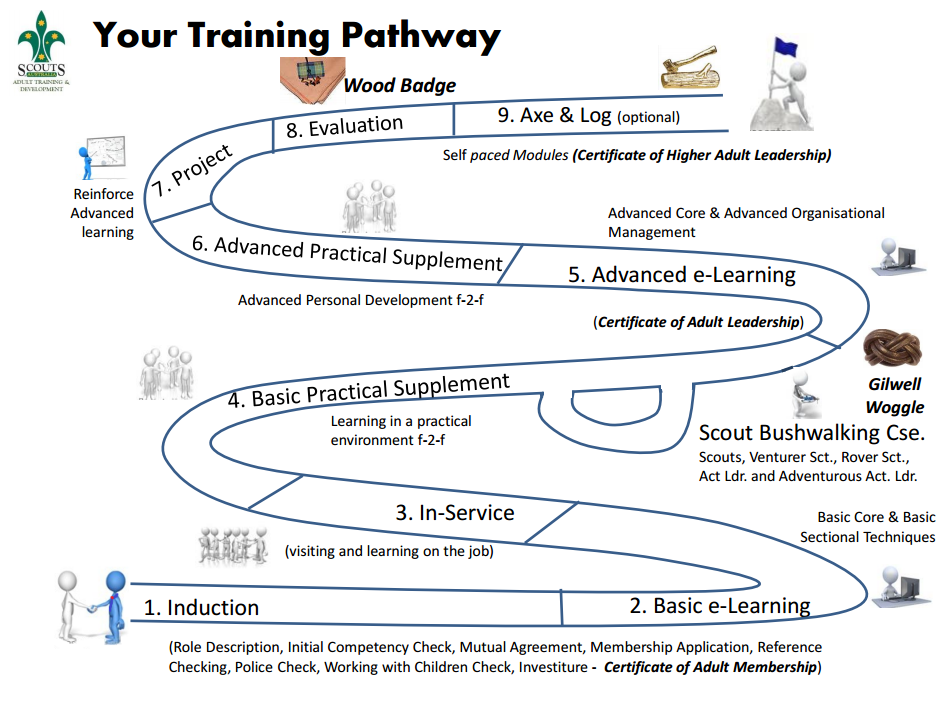 Your Training Pathway
SCOUTS
AUSTRALIA
ADULT TRAINING &
DEVELOPMENT
Wood Badge
8. Evaluation
9. Axe & Log (optional)
Self paced Modules (Certificate of Higher Adult Leadership)
7. Project
Reinforce
Advanced
learning
6. Advanced Practical Supplement
Advanced Personal Development f-2-f
Advanced Core & Advanced Organisational
Management
5. Advanced e-Learning
(Certificate of Adult Leadership)
Gilwell
Woggle
4. Basic Practical Supplement
Learning in a practical
environment f-2-f
Scout Bushwalking Cse.
Scouts, Venturer Sct., Rover Sct.,
Act Ldr. and Adventurous Act. Ldr.
3. In-Service
(visiting and learning on the job)
Basic Core & Basic
Sectional Techniques
1. Induction
2. Basic e-Learning
(Role Description, Initial Competency Check, Mutual Agreement, Membership Application, Reference
Checking, Police Check, Working with Children Check, Investiture - Certificate of Adult Membership)